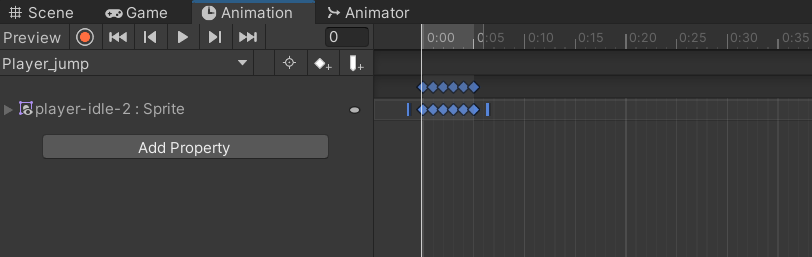 Scene Game Animation Animator
Preview 0 0:00 0:05 0:10 0:15 0:20 0:25 0:30 0:35
Player_jump
player-idle-2 : Sprite
Add Property